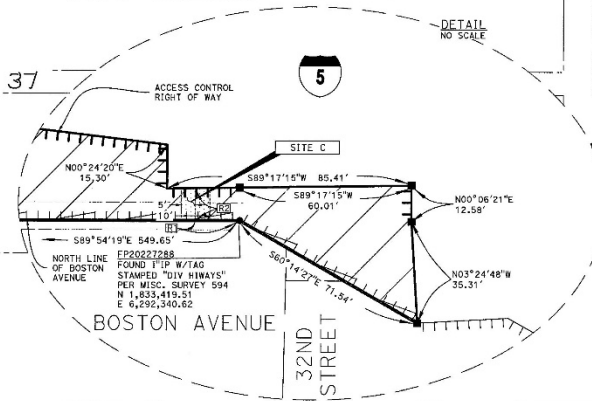 DETAIL
NO SCALE
37
5
ACCESS CONTROL
RIGHT OF WAY
SITE C
N00°24'20"E
15.30'
S89°17'15"W 85.41'
S89°17'15"W
60.01'
N00°06'21"E
12.58'
5'
10'
R2
R1
S89°54'19"E 549.65'
NORTH LINE
OF BOSTON
AVENUE
FP20227288
FOUND 1"IP W/TAG
STAMPED "DIV HIWAYS"
PER MISC. SURVEY 594
N 1,833,419.51
E 6,292,340.62
S60°14'27"E 71.54'
N03°24'48"W
35.31'
BOSTON AVENUE
32ND
STREET